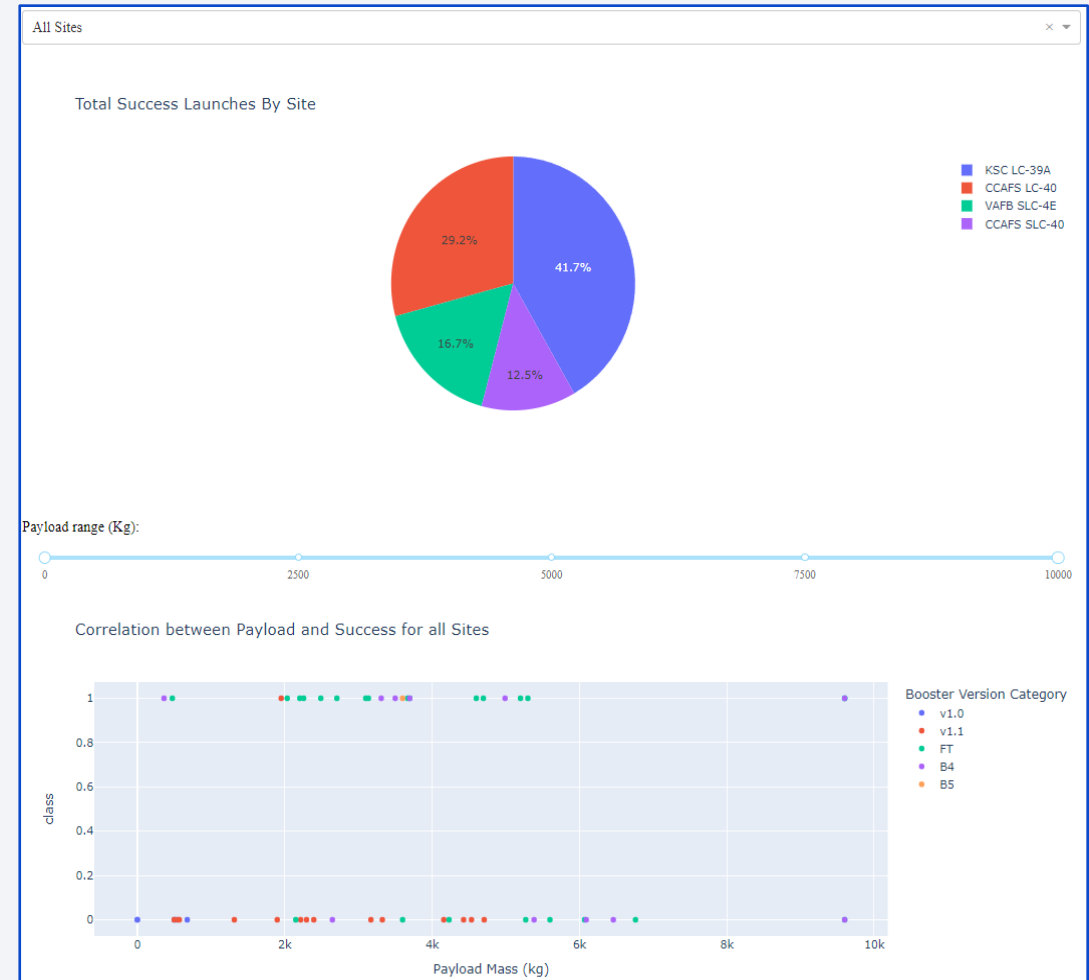 All Sites
Total Success Launches By Site
KSC LC-39A
CCAFS LC-40
VAFB SLC-4E
CCAFS SLC-40
29.2%
41.7%
16.7%
12.5%
Payload range (Kg):
0 2500 5000 7500 10000
Correlation between Payload and Success for all Sites
Booster Version Category
v1.0
v1.1
FT
B4
B5
class
1
0.8
0.6
0.4
0.2
0
0 2k 4k 6k 8k 10k
Payload Mass (kg)